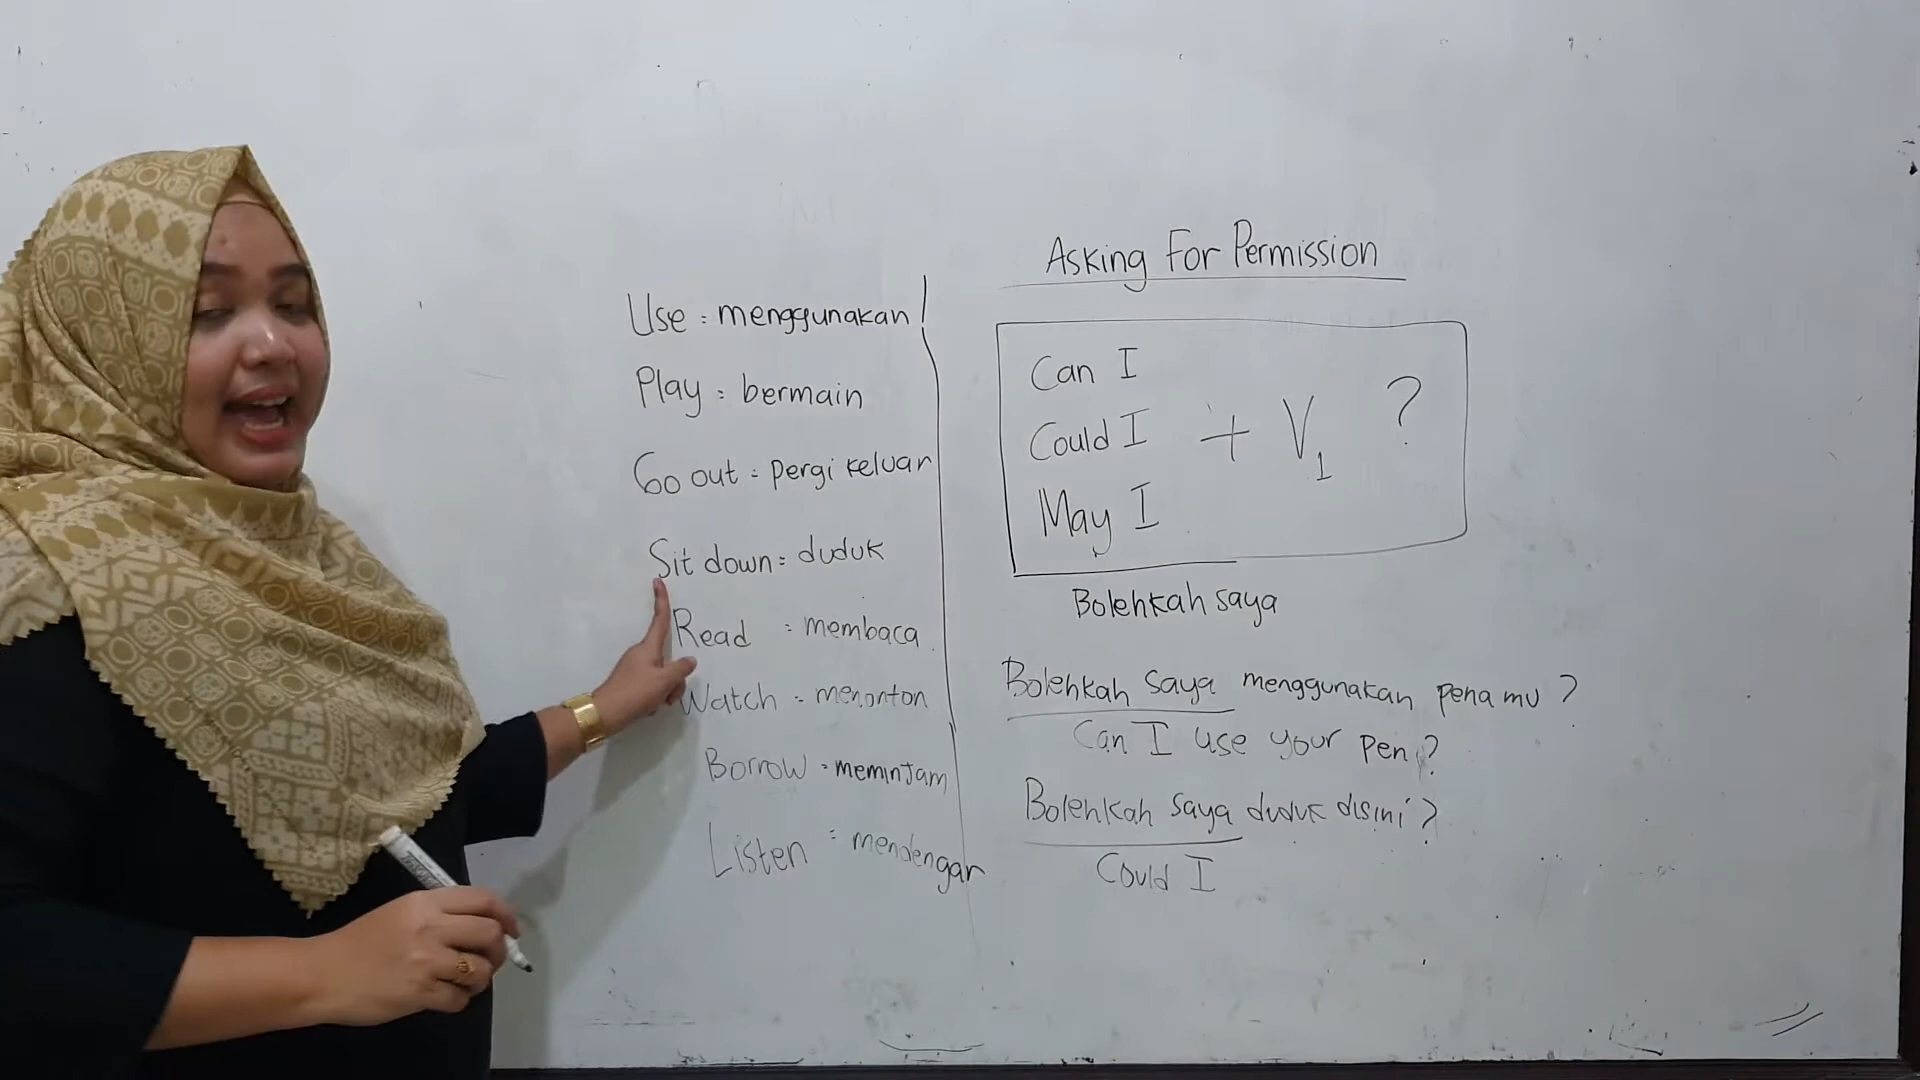 Use : menggunakan
Play : bermain
Go out : pergi keluar
Sit down : duduk
Read : membaca
Watch : menonton
Borrow : meminjam
Listen : mendengar
Asking For Permission
Can I
Could I + V1 ?
May I
Bolehkah saya
Bolehkah saya menggunakan pena mu ?
Can I use your pen ?
Bolehkah saya duduk disini ?
Could I